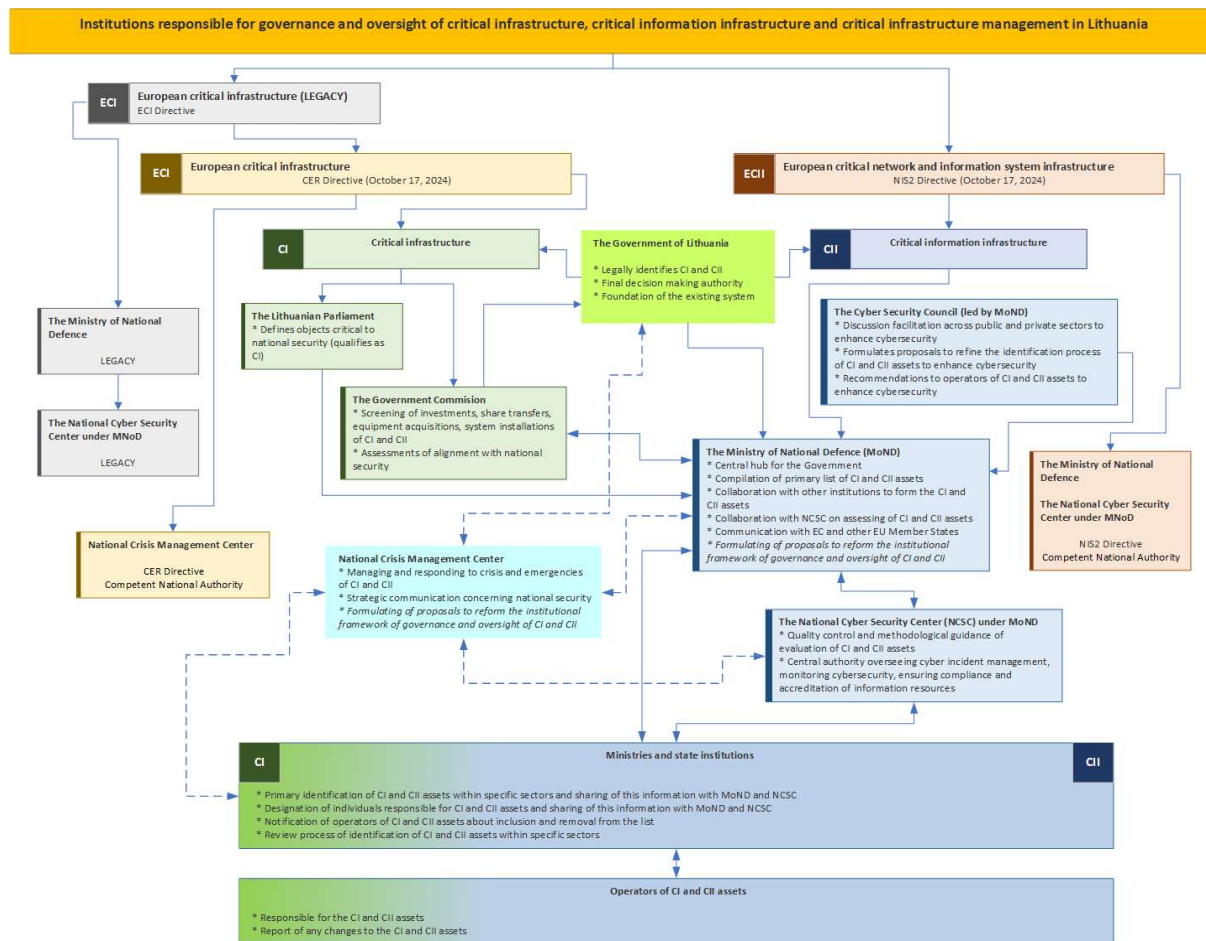 Institutions responsible for governance and oversight of critical infrastructure, critical information infrastructure and critical infrastructure management in Lithuania
ECI
European critical infrastructure (LEGACY)
ECI Directive
ECI
European critical infrastructure
CER Directive (October 17, 2024)
ECII
European critical network and information system infrastructure
NIS2 Directive (October 17, 2024)
CI
Critical infrastructure
The Government of Lithuania
* Legally identifies CI and CII
* Final decision making authority
* Foundation of the existing system
CII
Critical information infrastructure
The Ministry of National
Defence
LEGACY
The National Cyber Security
Center under MNoD
LEGACY
The Lithuanian Parliament
* Defines objects critical to
national security (qualifies as
CI)
The Government Commision
* Screening of investments, share transfers,
equipment acquisitions, system installations
of CI and CII
* Assessments of alignment with national
security
The Cyber Security Council (led by MoND)
* Discussion facilitation across public and private sectors to
enhance cybersecurity
* Formulates proposals to refine the identification process
of CI and CII assets to enhance cybersecurity
* Recommendations to operators of CI and CII assets to
enhance cybersecurity
The Ministry of National Defence (MoND)
* Central hub for the Government
* Compilation of primary list of CI and CII assets
* Collaboration with other institutions to form the CI and
CII assets
* Collaboration with NCSC on assessing of CI and CII assets
* Communication with EC and other EU Member States
* Formulating of proposals to reform the institutional
framework of governance and oversight of CI and CII
The Ministry of National
Defence
The National Cyber Security
Center under MNoD
NIS2 Directive
Competent National Authority
National Crisis Management Center
CER Directive
Competent National Authority
National Crisis Management Center
* Managing and responding to crisis and emergencies
of CI and CII
* Strategic communication concerning national security
* Formulating of proposals to reform the institutional
framework of governance and oversight of CI and CII
The National Cyber Security Center (NCSC) under MoND
* Quality control and methodological guidance of
evaluation of CI and CII assets
* Central authority overseeing cyber incident management,
monitoring cybersecurity, ensuring compliance and
accreditation of information resources
CI
Ministries and state institutions
CII
* Primary identification of CI and CII assets within specific sectors and sharing of this information with MoND and NCSC
* Designation of individuals responsible for CI and CII assets and sharing of this information with MoND and NCSC
* Notification of operators of CI and CII assets about inclusion and removal from the list
* Review process of identification of CI and CII assets within specific sectors
Operators of CI and CII assets
* Responsible for the CI and CII assets
* Report of any changes to the CI and CII assets